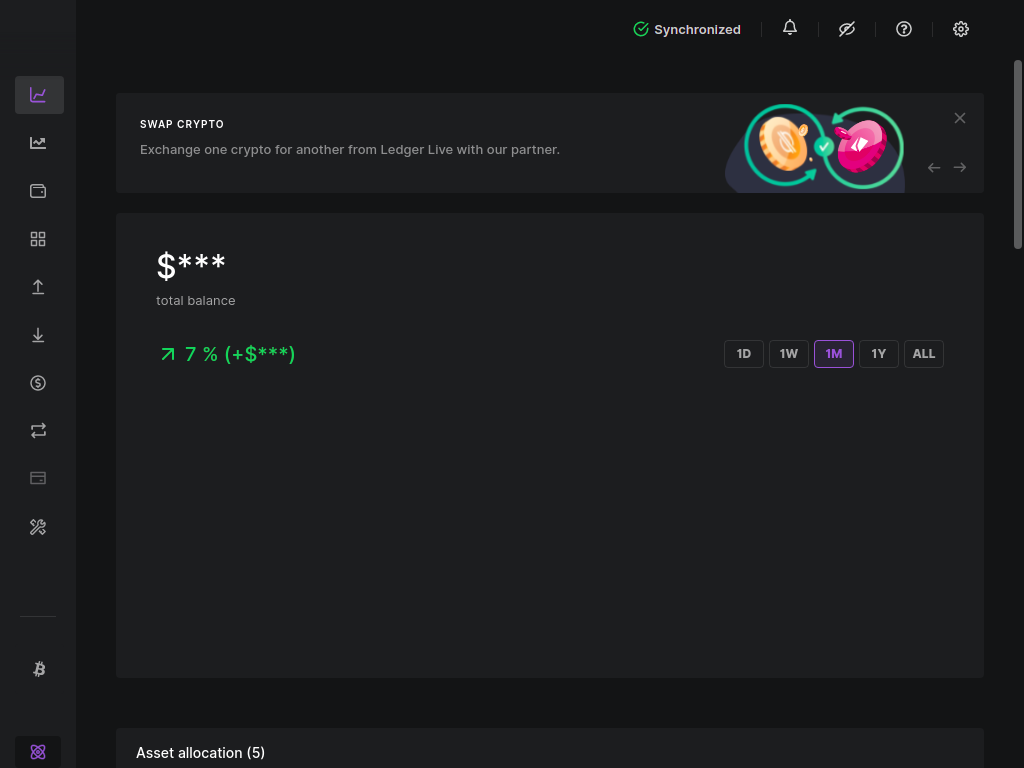 Synchronized
SWAP CRYPTO
Exchange one crypto for another from Ledger Live with our partner.
$***
total balance
7 % (+$***)
1D 1W 1M 1Y ALL
Asset allocation (5)